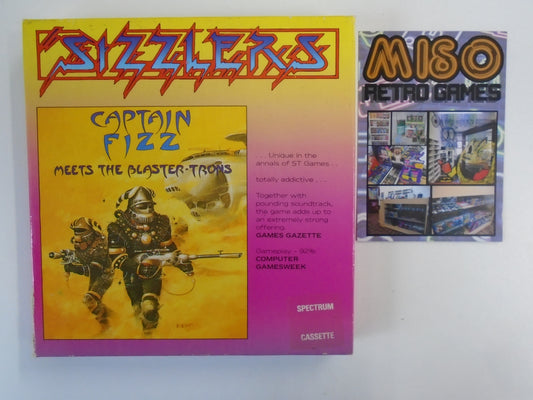 SIZZLERS
CAPTAIN
FIZZ
MEETS THE BLASTER-TRONS
. . . Unique in the
annals of ST Games . .
totally addictive . . .
Together with
pounding soundtrack,
the game adds up to
an extremely strong
offering.
GAMES GAZETTE
Gameplay - 92%
COMPUTER
GAMESWEEK
SPECTRUM
CASSETTE
MISO
RETRO GAMES